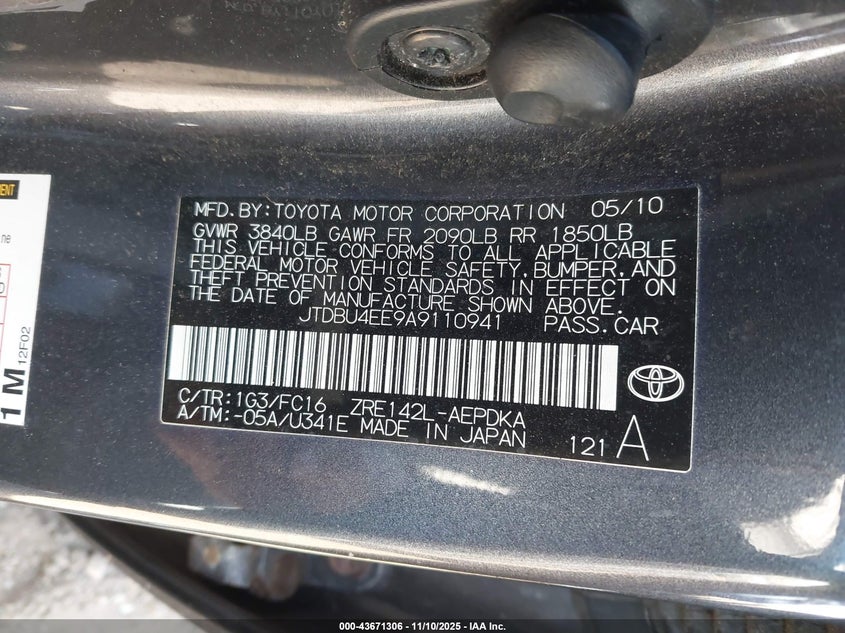 MFD.BY:TOYOTA MOTOR CORPORATION 05/10
GVWR 3840LB GAWR FR 2090LB RR 1850LB
THIS VEHICLE CONFORMS TO ALL APPLICABLE
FEDERAL MOTOR VEHICLE SAFETY,BUMPER,AND
THEFT PREVENTION STANDARDS IN EFFECT ON
THE DATE OF MANUFACTURE SHOWN ABOVE.
JTDBU4EE9A9110941 PASS.CAR
C/TR:1G3/FC16 ZRE142L-AEPDKA
A/TM:-05A/U341E MADE IN JAPAN
121 A
ne
1 M
12F02
000-43671306 - 11/10/2025 - IAA Inc.